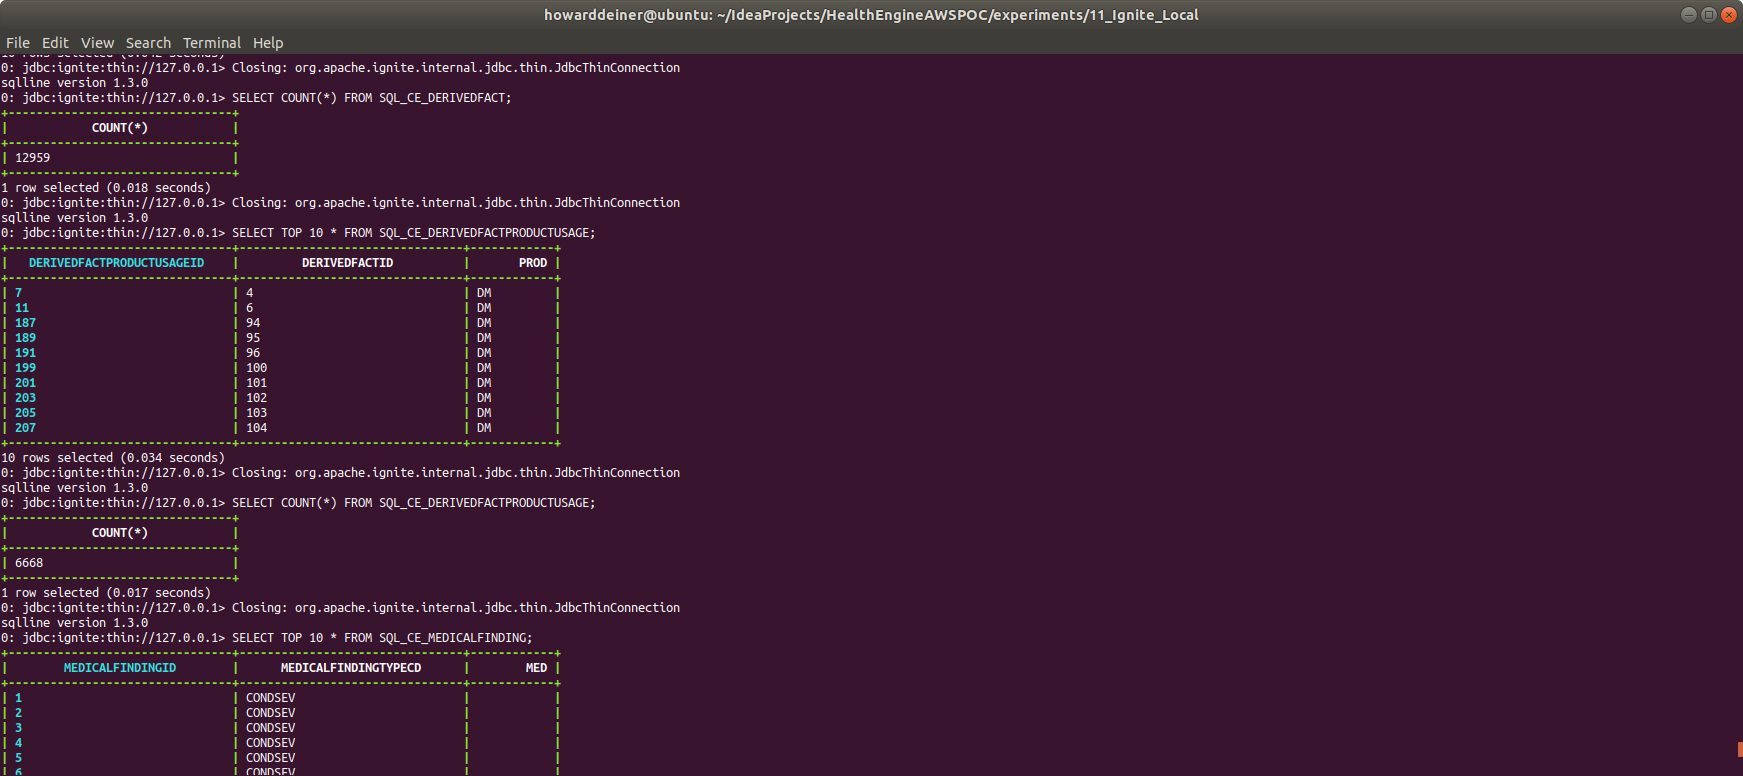 howarddeiner@ubuntu: ~/IdeaProjects/HealthEngineAWSPOC/experiments/11_Ignite_Local
File Edit View Search Terminal Help
0: jdbc:ignite:thin://127.0.0.1> Closing: org.apache.ignite.internal.jdbc.thin.JdbcThinConnection
sqlline version 1.3.0
0: jdbc:ignite:thin://127.0.0.1> SELECT COUNT(*) FROM SQL_CE_DERIVEDFACT;
+--------------------------------+
|            COUNT(*)            |
+--------------------------------+
| 12959                          |
+--------------------------------+
1 row selected (0.018 seconds)
0: jdbc:ignite:thin://127.0.0.1> Closing: org.apache.ignite.internal.jdbc.thin.JdbcThinConnection
sqlline version 1.3.0
0: jdbc:ignite:thin://127.0.0.1> SELECT TOP 10 * FROM SQL_CE_DERIVEDFACTPRODUCTUSAGE;
+--------------------------------+--------------------------------+------------+
|   DERIVEDFACTPRODUCTUSAGEID    |         DERIVEDFACTID          |       PROD |
+--------------------------------+--------------------------------+------------+
| 7                              | 4                              | DM         |
| 11                             | 6                              | DM         |
| 187                            | 94                             | DM         |
| 189                            | 95                             | DM         |
| 191                            | 96                             | DM         |
| 199                            | 100                            | DM         |
| 201                            | 101                            | DM         |
| 203                            | 102                            | DM         |
| 205                            | 103                            | DM         |
| 207                            | 104                            | DM         |
+--------------------------------+--------------------------------+------------+
10 rows selected (0.034 seconds)
0: jdbc:ignite:thin://127.0.0.1> Closing: org.apache.ignite.internal.jdbc.thin.JdbcThinConnection
sqlline version 1.3.0
0: jdbc:ignite:thin://127.0.0.1> SELECT COUNT(*) FROM SQL_CE_DERIVEDFACTPRODUCTUSAGE;
+--------------------------------+
|            COUNT(*)            |
+--------------------------------+
| 6668                           |
+--------------------------------+
1 row selected (0.017 seconds)
0: jdbc:ignite:thin://127.0.0.1> Closing: org.apache.ignite.internal.jdbc.thin.JdbcThinConnection
sqlline version 1.3.0
0: jdbc:ignite:thin://127.0.0.1> SELECT TOP 10 * FROM SQL_CE_MEDICALFINDING;
+--------------------------------+--------------------------------+------------+
|        MEDICALFINDINGID        |      MEDICALFINDINGTYPECD      |        MED |
+--------------------------------+--------------------------------+------------+
| 1                              | CONDSEV                        |            |
| 2                              | CONDSEV                        |            |
| 3                              | CONDSEV                        |            |
| 4                              | CONDSEV                        |            |
| 5                              | CONDSEV                        |            |
| 6                              | CONDSEV                        |            |